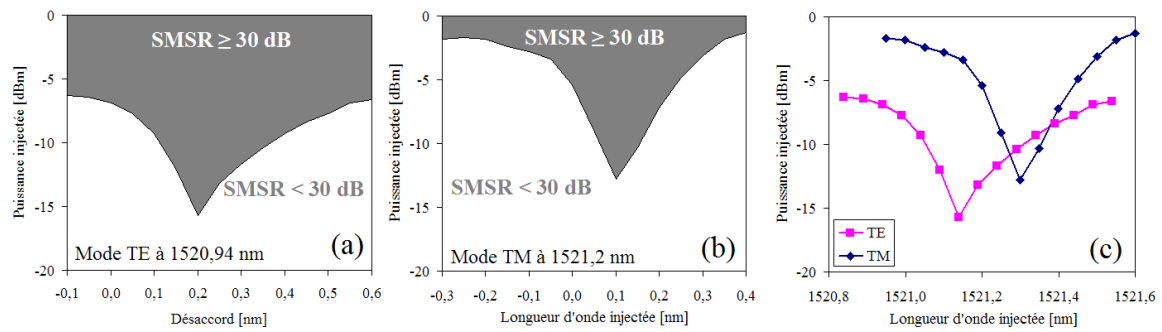 SMSR ≥ 30 dB
SMSR < 30 dB
Mode TE à 1520,94 nm
(a)
Puissance injectée [dBm]
0
-5
-10
-15
-20
-0,1 0,0 0,1 0,2 0,3 0,4 0,5 0,6
Désaccord [nm]
SMSR ≥ 30 dB
SMSR < 30 dB
Mode TM à 1521,2 nm
(b)
Puissance injectée [dBm]
0
-5
-10
-15
-20
-0,3 -0,2 -0,1 0,0 0,1 0,2 0,3 0,4
Longueur d'onde injectée [nm]
Puissance injectée [dBm]
0
-5
-10
-15
-20
TE
TM
(c)
1520,8 1521,0 1521,2 1521,4 1521,6
Longueur d'onde injectée [nm]